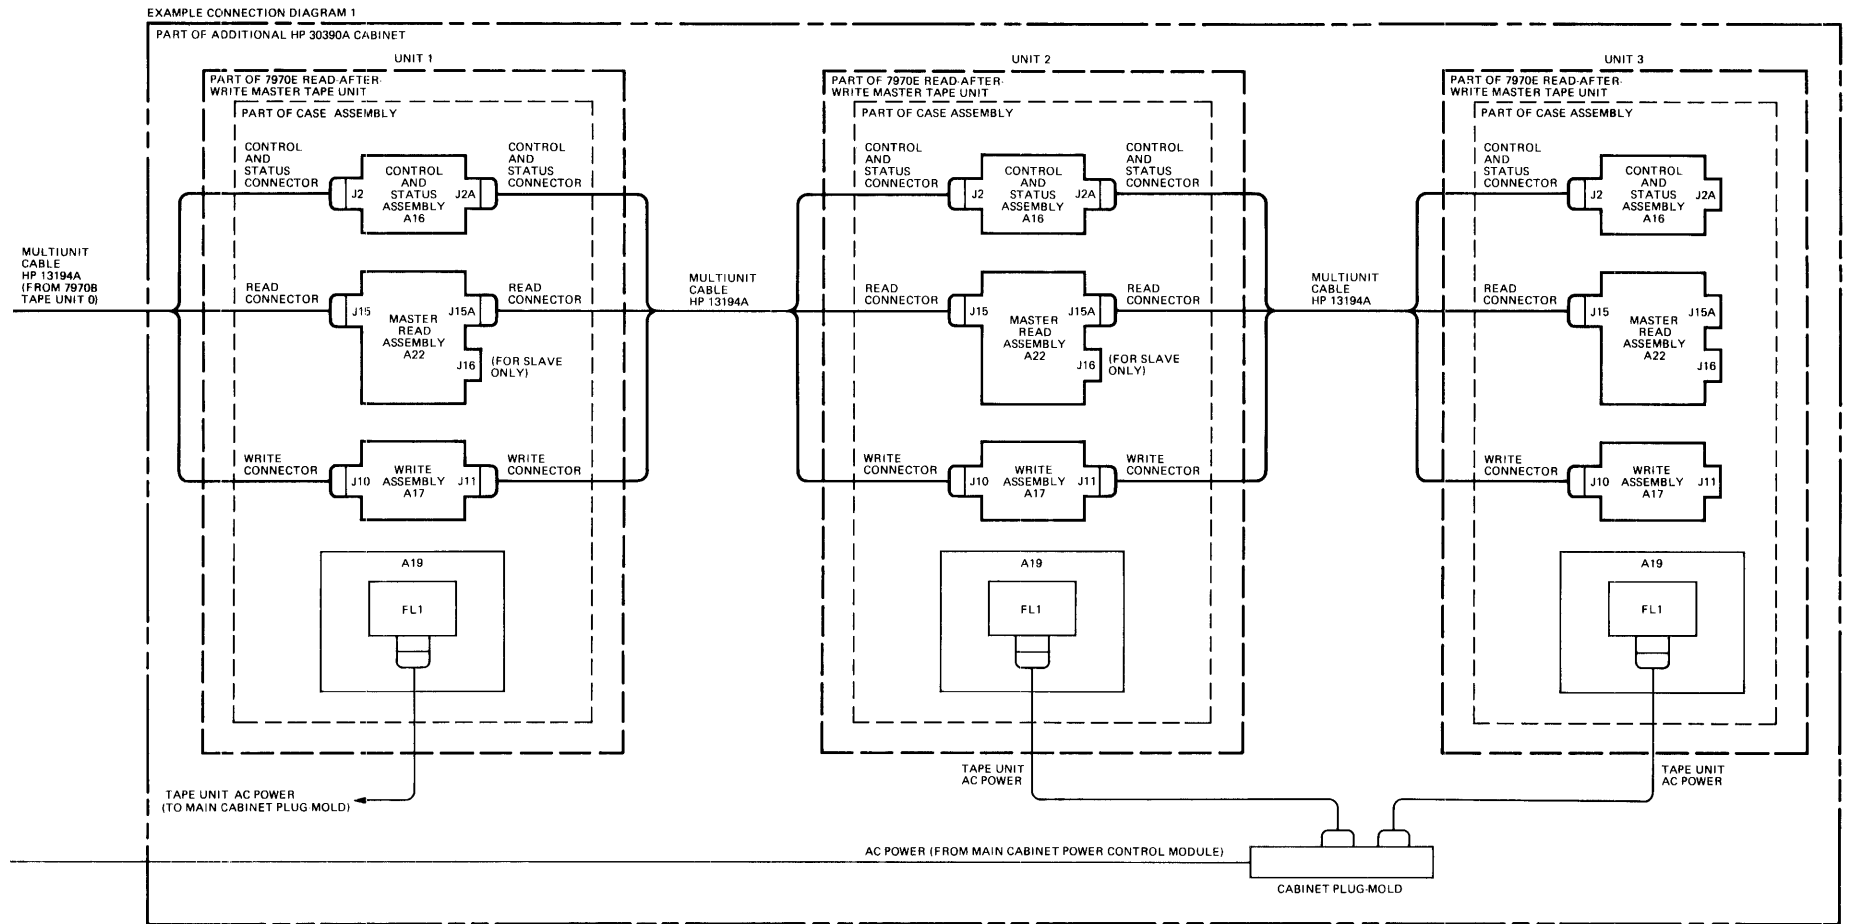 EXAMPLE CONNECTION DIAGRAM 1
PART OF ADDITIONAL HP 30390A CABINET
UNIT 1
PART OF 7970E READ-AFTER-
WRITE MASTER TAPE UNIT
PART OF CASE ASSEMBLY
CONTROL
AND
STATUS
CONNECTOR
J2
CONTROL
AND
STATUS
ASSEMBLY
A16
J2A
CONTROL
AND
STATUS
CONNECTOR
MULTIUNIT
CABLE
HP 13194A
(FROM 7970B
TAPE UNIT 0)
READ
CONNECTOR
J15
MASTER
READ
ASSEMBLY
A22
J15A
J16
READ
CONNECTOR
(FOR SLAVE
ONLY)
WRITE
CONNECTOR
J10
WRITE
ASSEMBLY
A17
J11
WRITE
CONNECTOR
A19
FL1
TAPE UNIT AC POWER
(TO MAIN CABINET PLUG MOLD)
MULTIUNIT
CABLE
HP 13194A
UNIT 2
PART OF 7970E READ-AFTER-
WRITE MASTER TAPE UNIT
PART OF CASE ASSEMBLY
CONTROL
AND
STATUS
CONNECTOR
J2
CONTROL
AND
STATUS
ASSEMBLY
A16
J2A
CONTROL
AND
STATUS
CONNECTOR
READ
CONNECTOR
J15
MASTER
READ
ASSEMBLY
A22
J15A
J16
READ
CONNECTOR
(FOR SLAVE
ONLY)
WRITE
CONNECTOR
J10
WRITE
ASSEMBLY
A17
J11
WRITE
CONNECTOR
A19
FL1
TAPE UNIT
AC POWER
MULTIUNIT
CABLE
HP 13194A
UNIT 3
PART OF 7970E READ-AFTER-
WRITE MASTER TAPE UNIT
PART OF CASE ASSEMBLY
CONTROL
AND
STATUS
CONNECTOR
J2
CONTROL
AND
STATUS
ASSEMBLY
A16
J2A
READ
CONNECTOR
J15
MASTER
READ
ASSEMBLY
A22
J15A
J16
WRITE
CONNECTOR
J10
WRITE
ASSEMBLY
A17
J11
A19
FL1
TAPE UNIT
AC POWER
AC POWER (FROM MAIN CABINET POWER CONTROL MODULE)
CABINET PLUG-MOLD